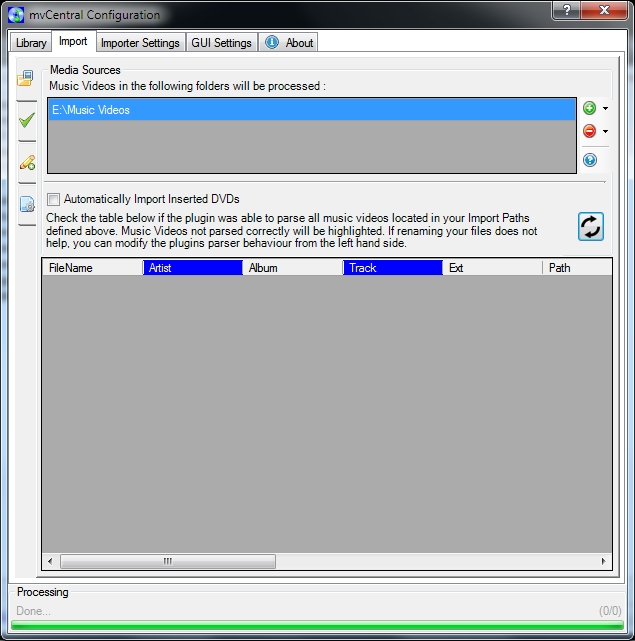 mvCentral Configuration
Library Import Importer Settings GUI Settings About
Media Sources
Music Videos in the following folders will be processed :
E:\Music Videos
Automatically Import Inserted DVDs
Check the table below if the plugin was able to parse all music videos located in your Import Paths
defined above. Music Videos not parsed correctly will be highlighted. If renaming your files does not
help, you can modify the plugins parser behaviour from the left hand side.
FileName Artist Album Track Ext Path
Processing
Done... (0/0)